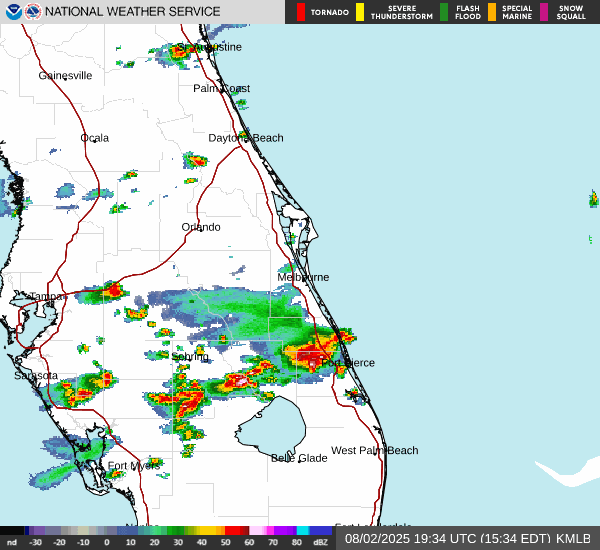 NATIONAL WEATHER SERVICE
TORNADO
SEVERE
THUNDERSTORM
FLASH
FLOOD
SPECIAL
MARINE
SNOW
SQUALL
St. Augustine
Gainesville
Palm Coast
Ocala
Daytona Beach
Orlando
Melbourne
Tampa
Sebring
Fort Pierce
Sarasota
West Palm Beach
Belle Glade
Fort Myers
nd -30 -20 -10 0 10 20 30 40 50 60 70 80 dBZ
08/02/2025 19:34 UTC (15:34 EDT) KMLB